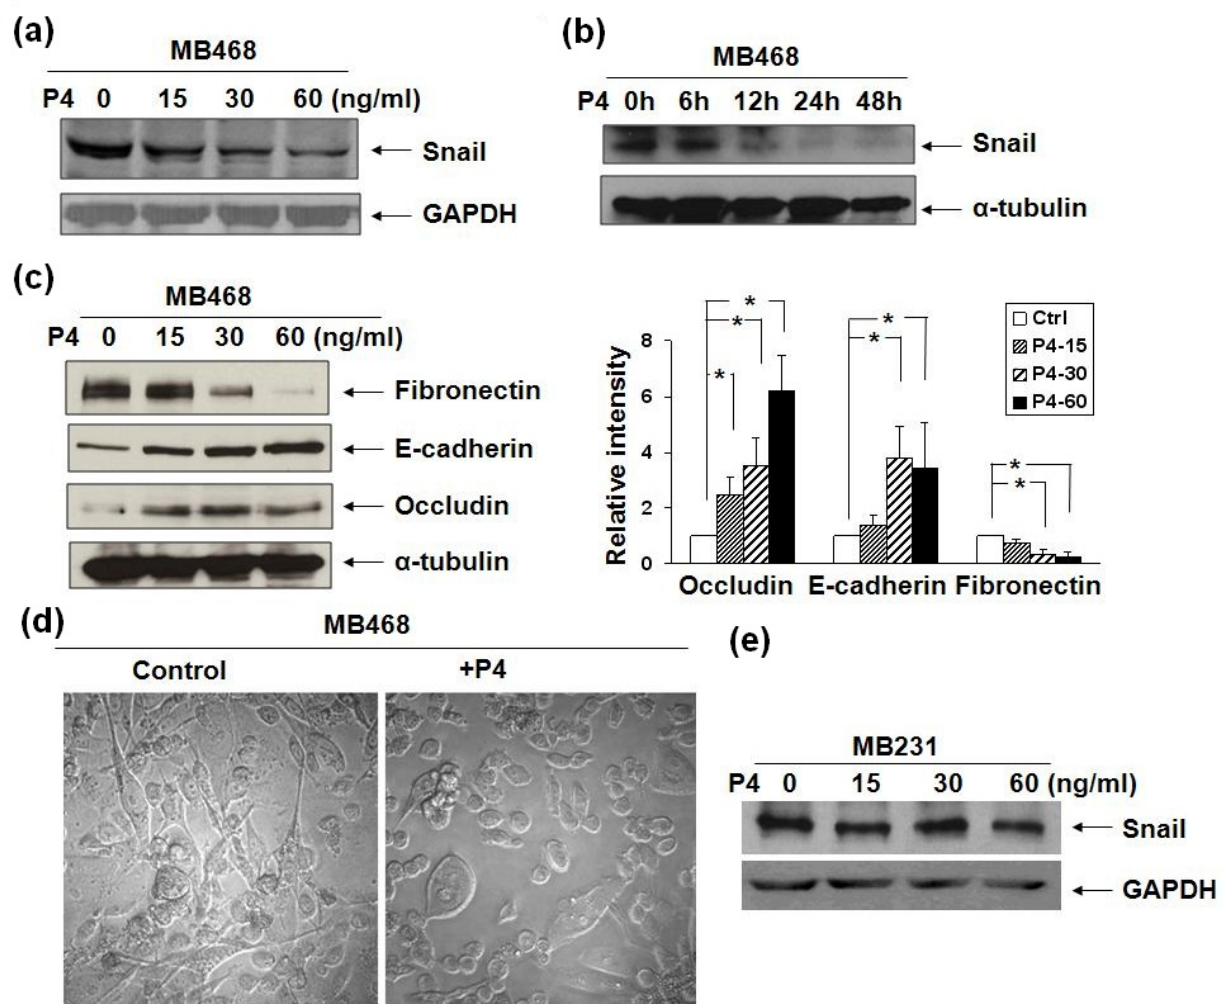 (a)
MB468
P4 0 15 30 60 (ng/ml)
Snail
GAPDH
(b)
MB468
P4 0h 6h 12h 24h 48h
Snail
α-tubulin
(c)
MB468
P4 0 15 30 60 (ng/ml)
Fibronectin
E-cadherin
Occludin
α-tubulin
Relative intensity
8
6
4
2
0
* * *
* *
* *
Ctrl
P4-15
P4-30
P4-60
Occludin E-cadherin Fibronectin
(d)
MB468
Control +P4
(e)
MB231
P4 0 15 30 60 (ng/ml)
Snail
GAPDH